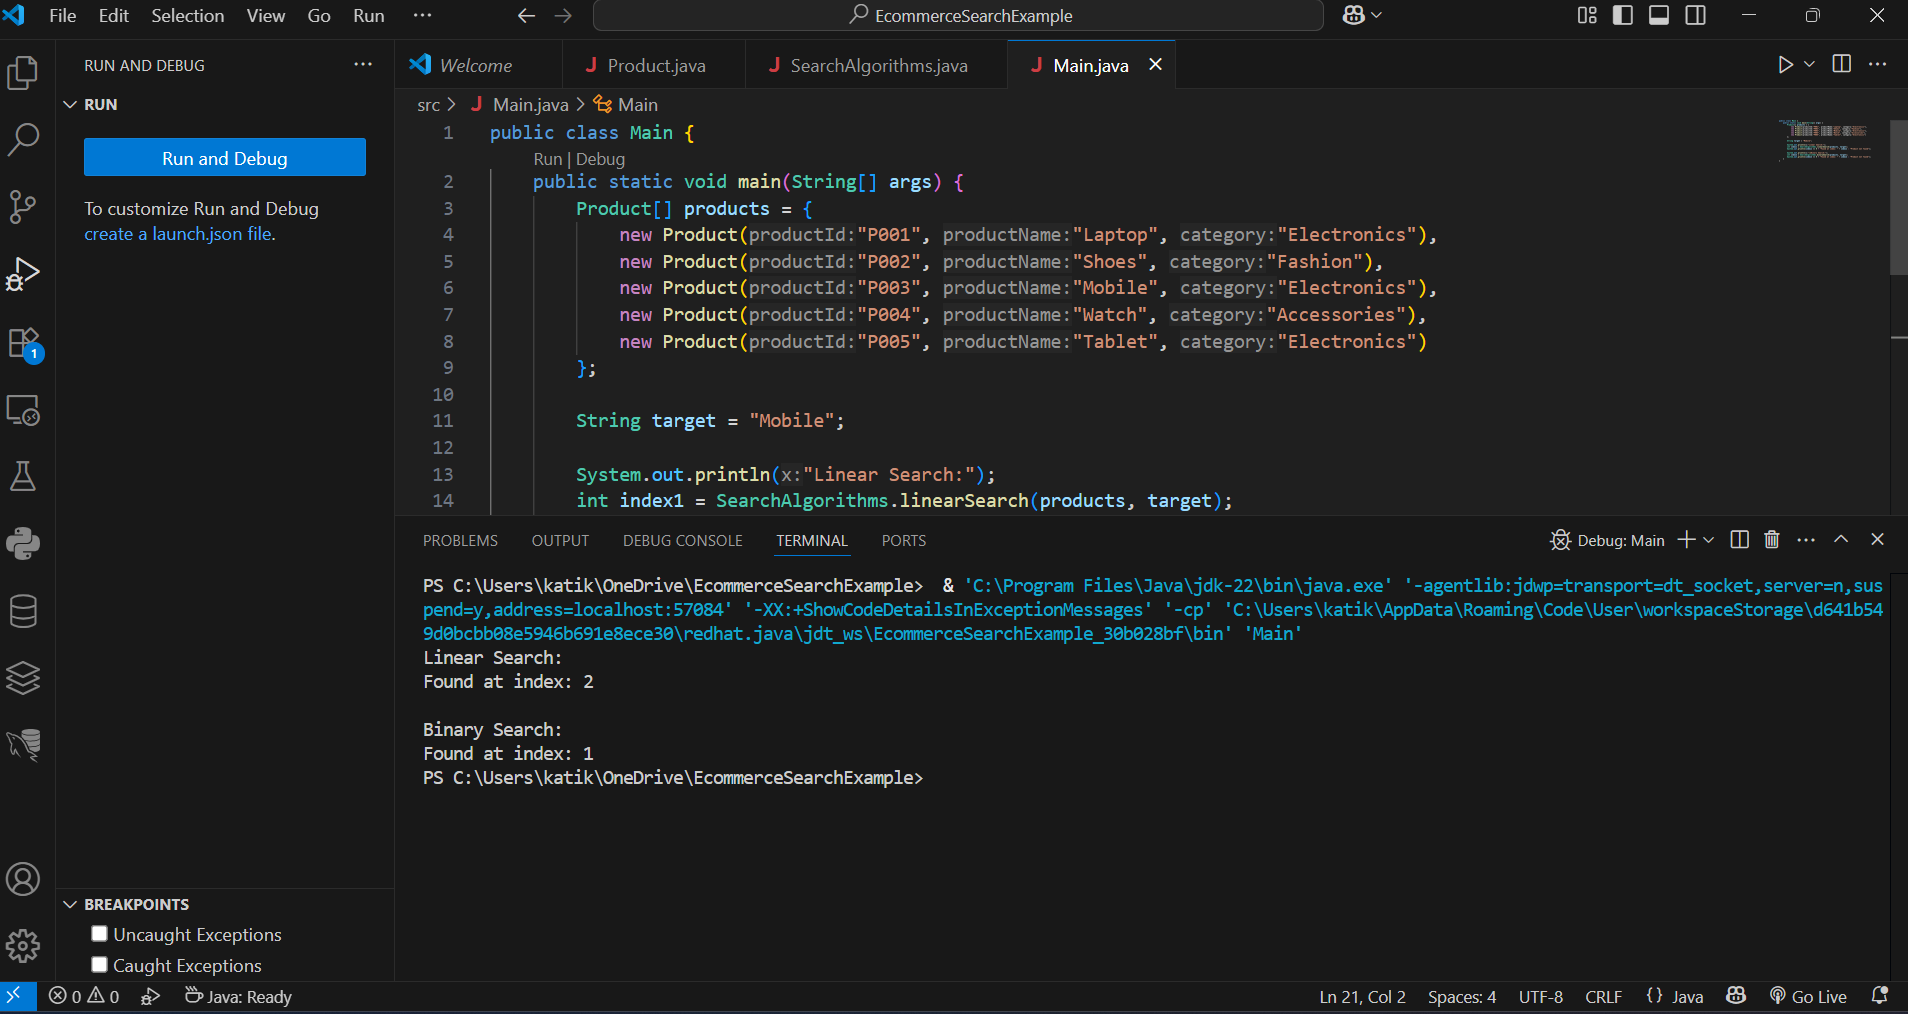 File Edit Selection View Go Run ··· EcommerceSearchExample
RUN AND DEBUG ···
RUN
Run and Debug
To customize Run and Debug
create a launch.json file.
1
BREAKPOINTS
Uncaught Exceptions
Caught Exceptions
Welcome J Product.java J SearchAlgorithms.java J Main.java
src > J Main.java > Main
1 public class Main {
Run | Debug
2 public static void main(String[] args) {
3 Product[] products = {
4 new Product(productId:"P001", productName:"Laptop", category:"Electronics"),
5 new Product(productId:"P002", productName:"Shoes", category:"Fashion"),
6 new Product(productId:"P003", productName:"Mobile", category:"Electronics"),
7 new Product(productId:"P004", productName:"Watch", category:"Accessories"),
8 new Product(productId:"P005", productName:"Tablet", category:"Electronics")
9 };
10
11 String target = "Mobile";
12
13 System.out.println(x:"Linear Search:");
14 int index1 = SearchAlgorithms.linearSearch(products, target);
PROBLEMS OUTPUT DEBUG CONSOLE TERMINAL PORTS Debug: Main
PS C:\Users\katik\OneDrive\EcommerceSearchExample> & 'C:\Program Files\Java\jdk-22\bin\java.exe' '-agentlib:jdwp=transport=dt_socket,server=n,sus
pend=y,address=localhost:57084' '-XX:+ShowCodeDetailsInExceptionMessages' '-cp' 'C:\Users\katik\AppData\Roaming\Code\User\workspaceStorage\d641b54
9d0bcbb08e5946b691e8ece30\redhat.java\jdt_ws\EcommerceSearchExample_30b028bf\bin' 'Main'
Linear Search:
Found at index: 2
Binary Search:
Found at index: 1
PS C:\Users\katik\OneDrive\EcommerceSearchExample>
0 0 Java: Ready Ln 21, Col 2 Spaces: 4 UTF-8 CRLF {} Java Go Live